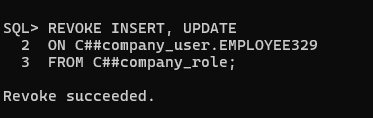 SQL> REVOKE INSERT, UPDATE
  2  ON C##company_user.EMPLOYEE329
  3  FROM C##company_role;
Revoke succeeded.